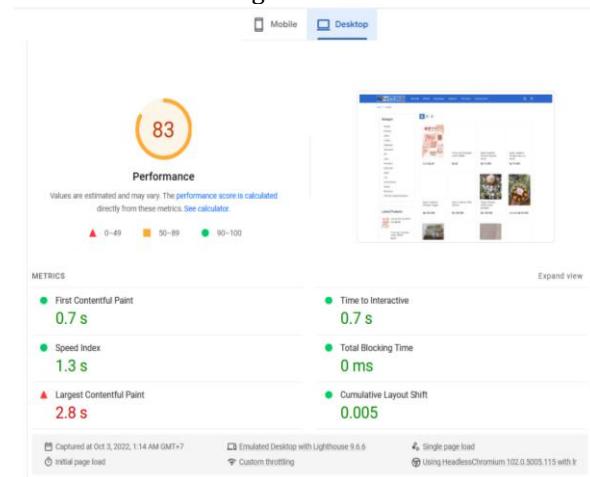 Mobile
Desktop
83
Performance
Values are estimated and may vary. The performance score is calculated
directly from these metrics. See calculator.
0–49
50–89
90–100
METRICS
Expand view
First Contentful Paint
0.7 s
Time to Interactive
0.7 s
Speed Index
1.3 s
Total Blocking Time
0 ms
Largest Contentful Paint
2.8 s
Cumulative Layout Shift
0.005
Captured at Oct 3, 2022, 1:14 AM GMT+7
Emulated Desktop with Lighthouse 9.6.6
Single page load
Initial page load
Custom throttling
Using HeadlessChromium 102.0.5005.115 with lr